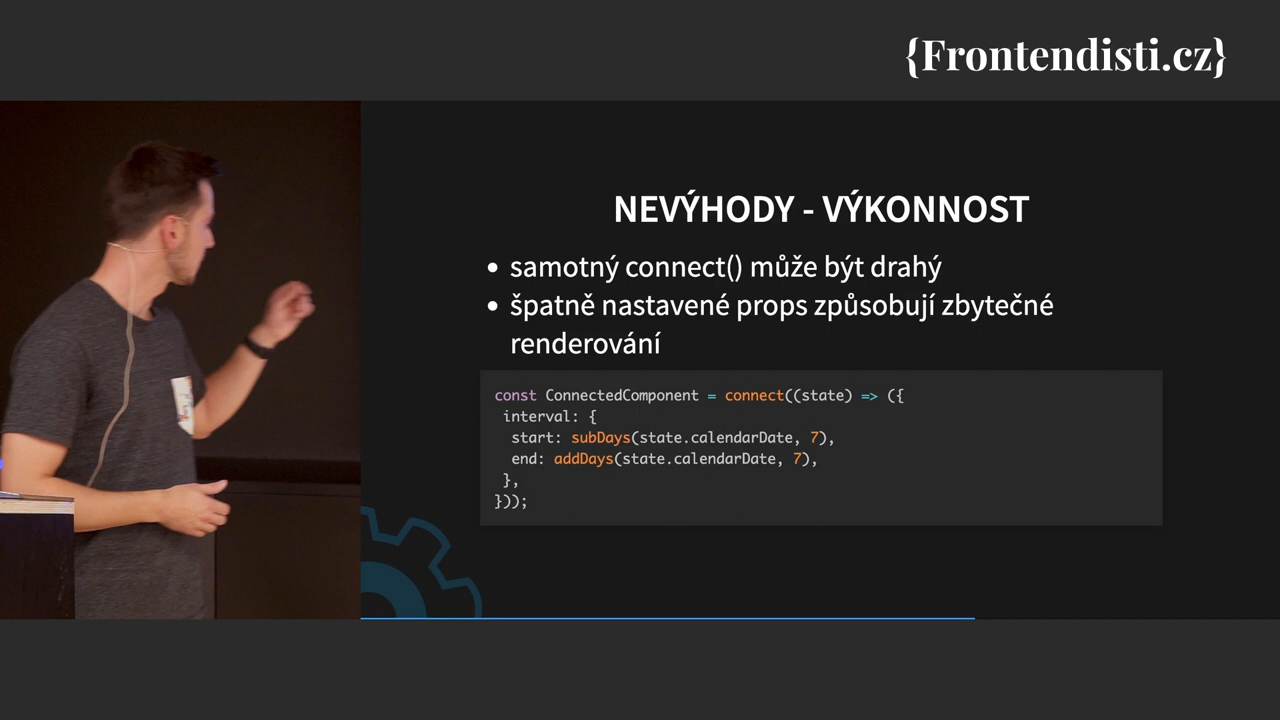 {Frontendisti.cz}
NEVÝHODY - VÝKONNOST
samotný connect() může být drahý
špatně nastavené props způsobují zbytečné
renderování
const ConnectedComponent = connect((state) => ({
interval: {
start: subDays(state.calendarDate, 7),
end: addDays(state.calendarDate, 7),
},
}));